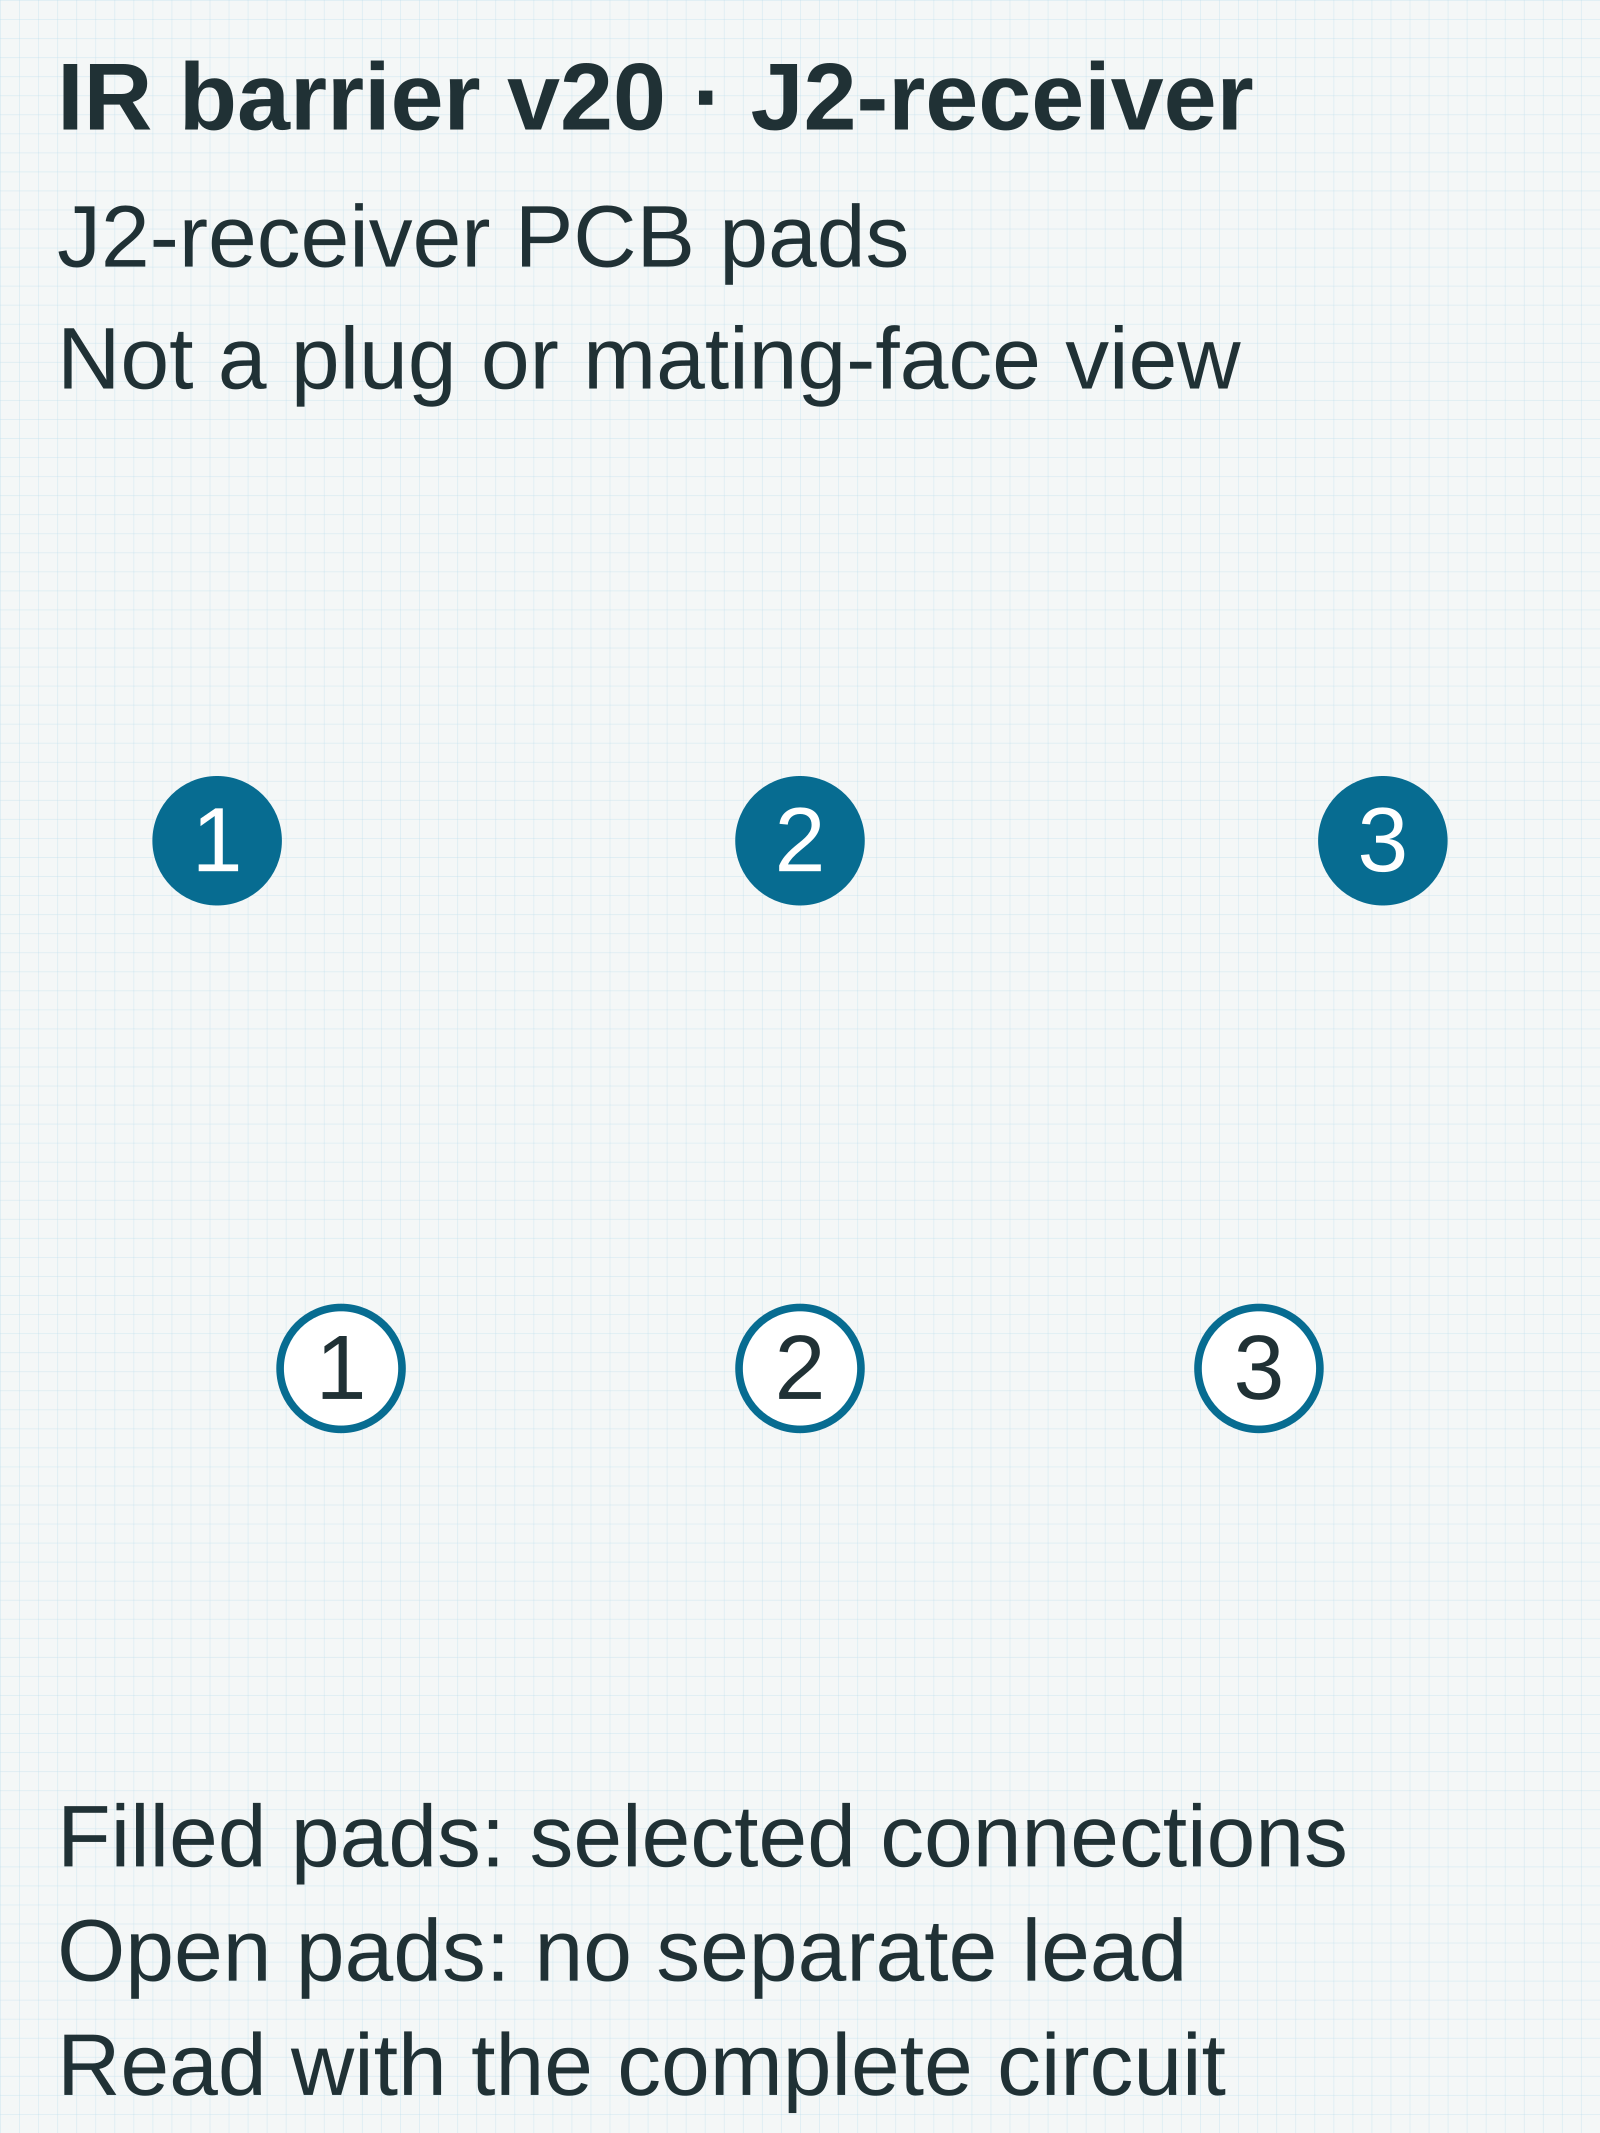 IR barrier v20 · J2-receiver
J2-receiver PCB pads
Not a plug or mating-face view
1 2 3
1 2 3
Filled pads: selected connections
Open pads: no separate lead
Read with the complete circuit